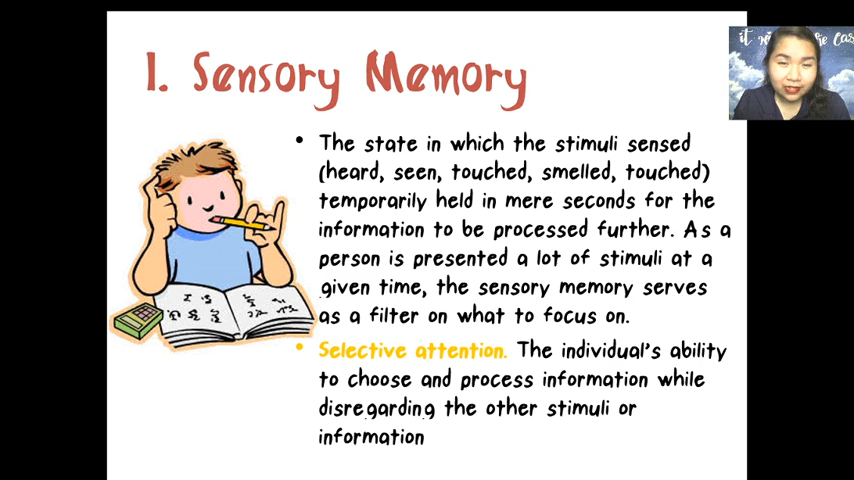 1. Sensory Memory
• The state in which the stimuli sensed
(heard, seen, touched, smelled, touched)
temporarily held in mere seconds for the
information to be processed further. As a
person is presented a lot of stimuli at a
given time, the sensory memory serves
as a filter on what to focus on.
• Selective attention. The individual's ability
to choose and process information while
disregarding the other stimuli or
information
it